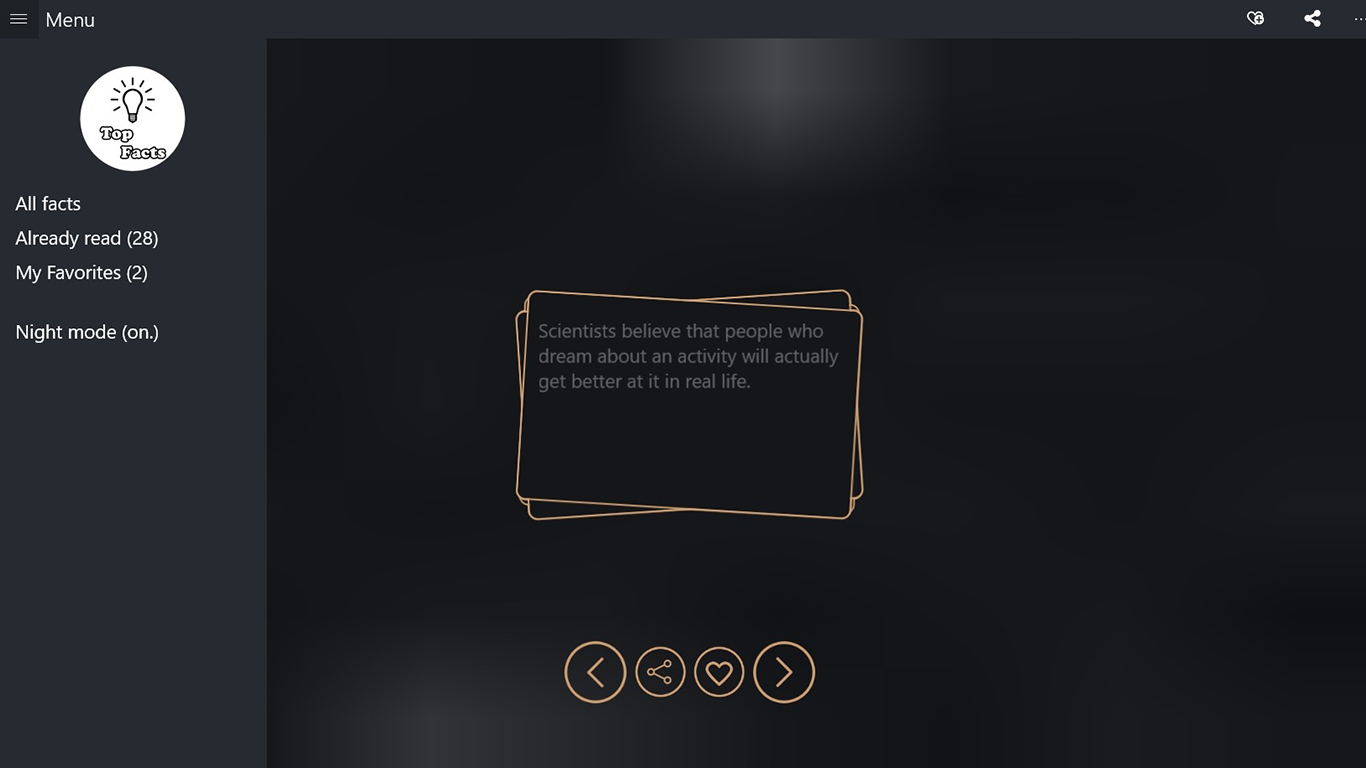 Menu
Top
Facts
All facts
Already read (28)
My Favorites (2)
Night mode (on.)
Scientists believe that people who
dream about an activity will actually
get better at it in real life.